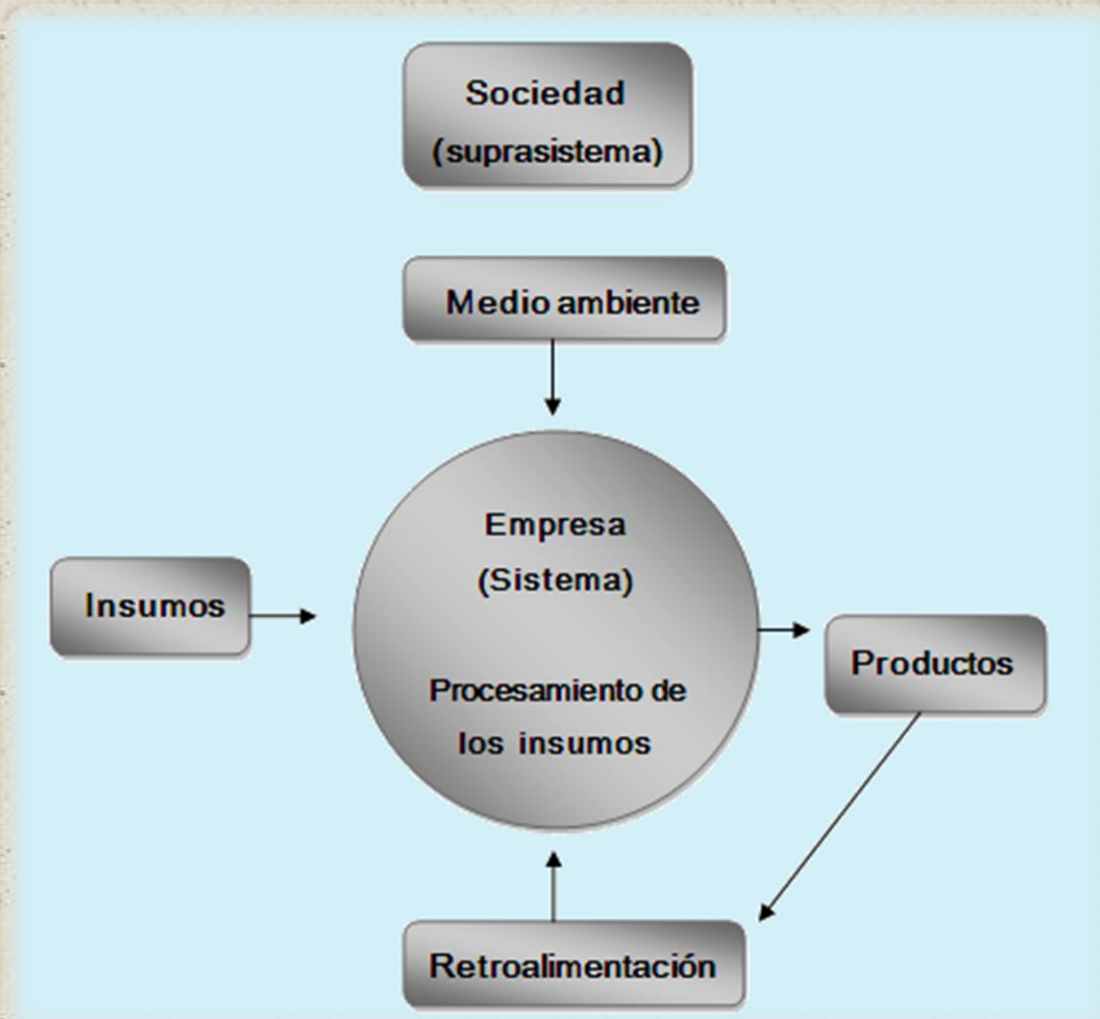 Sociedad
(suprasistema)
Medio ambiente
Empresa
(Sistema)
Insumos
Procesamiento de
los insumos
Productos
Retroalimentación